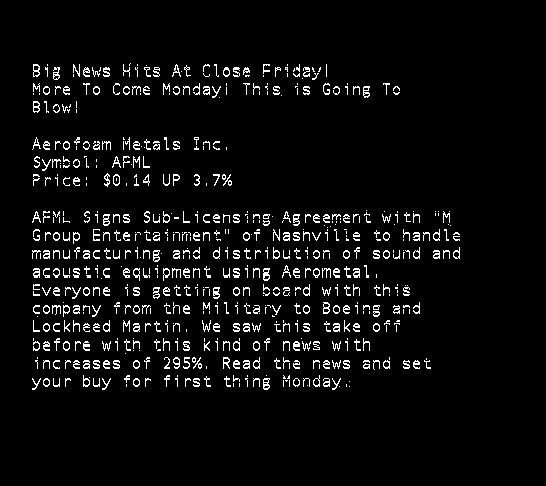 Big News Hits At Close Friday!
More To Come Monday! This is Going To
Blow!
Aerofoam Metals Inc.
Symbol: AFML
Price: $0.14 UP 3.7%
AFML Signs Sub-Licensing Agreement with "M
Group Entertainment" of Nashville to handle
manufacturing and distribution of sound and
acoustic equipment using Aerometal.
Everyone is getting on board with this
company from the Military to Boeing and
Lockheed Martin. We saw this take off
before with this kind of news with
increases of 295%. Read the news and set
your buy for first thing Monday.